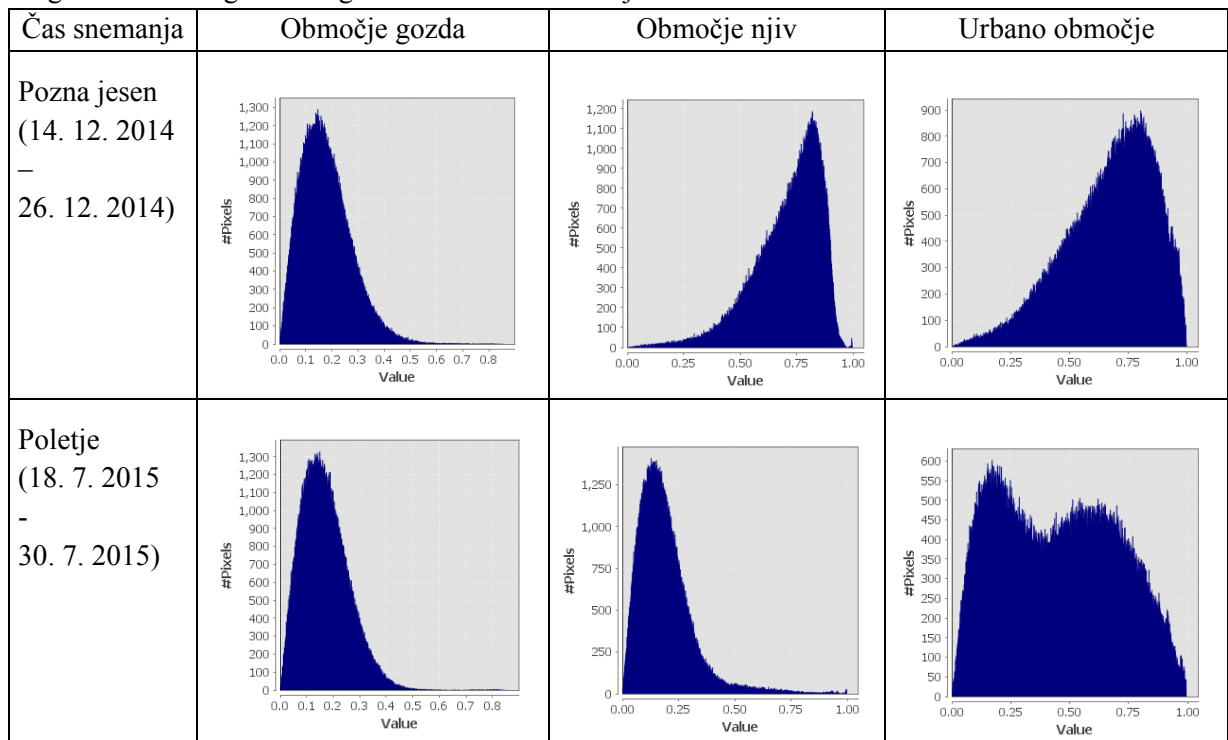 Čas snemanja
Območje gozda
Območje njiv
Urbano območje
Pozna jesen
(14. 12. 2014
–
26. 12. 2014)
1,300
1,200
1,100
1,000
900
800
700
600
500
400
300
200
100
0
#Pixels
0.0 0.1 0.2 0.3 0.4 0.5 0.6 0.7 0.8
Value
1,200
1,100
1,000
900
800
700
600
500
400
300
200
100
0
#Pixels
0.00 0.25 0.50 0.75 1.00
Value
900
800
700
600
500
400
300
200
100
0
#Pixels
0.00 0.25 0.50 0.75 1.00
Value
Poletje
(18. 7. 2015
-
30. 7. 2015)
1,300
1,200
1,100
1,000
900
800
700
600
500
400
300
200
100
0
#Pixels
0.0 0.1 0.2 0.3 0.4 0.5 0.6 0.7 0.8
Value
1,250
1,000
750
500
250
0
#Pixels
0.00 0.25 0.50 0.75 1.00
Value
600
550
500
450
400
350
300
250
200
150
100
50
0
#Pixels
0.00 0.25 0.50 0.75 1.00
Value